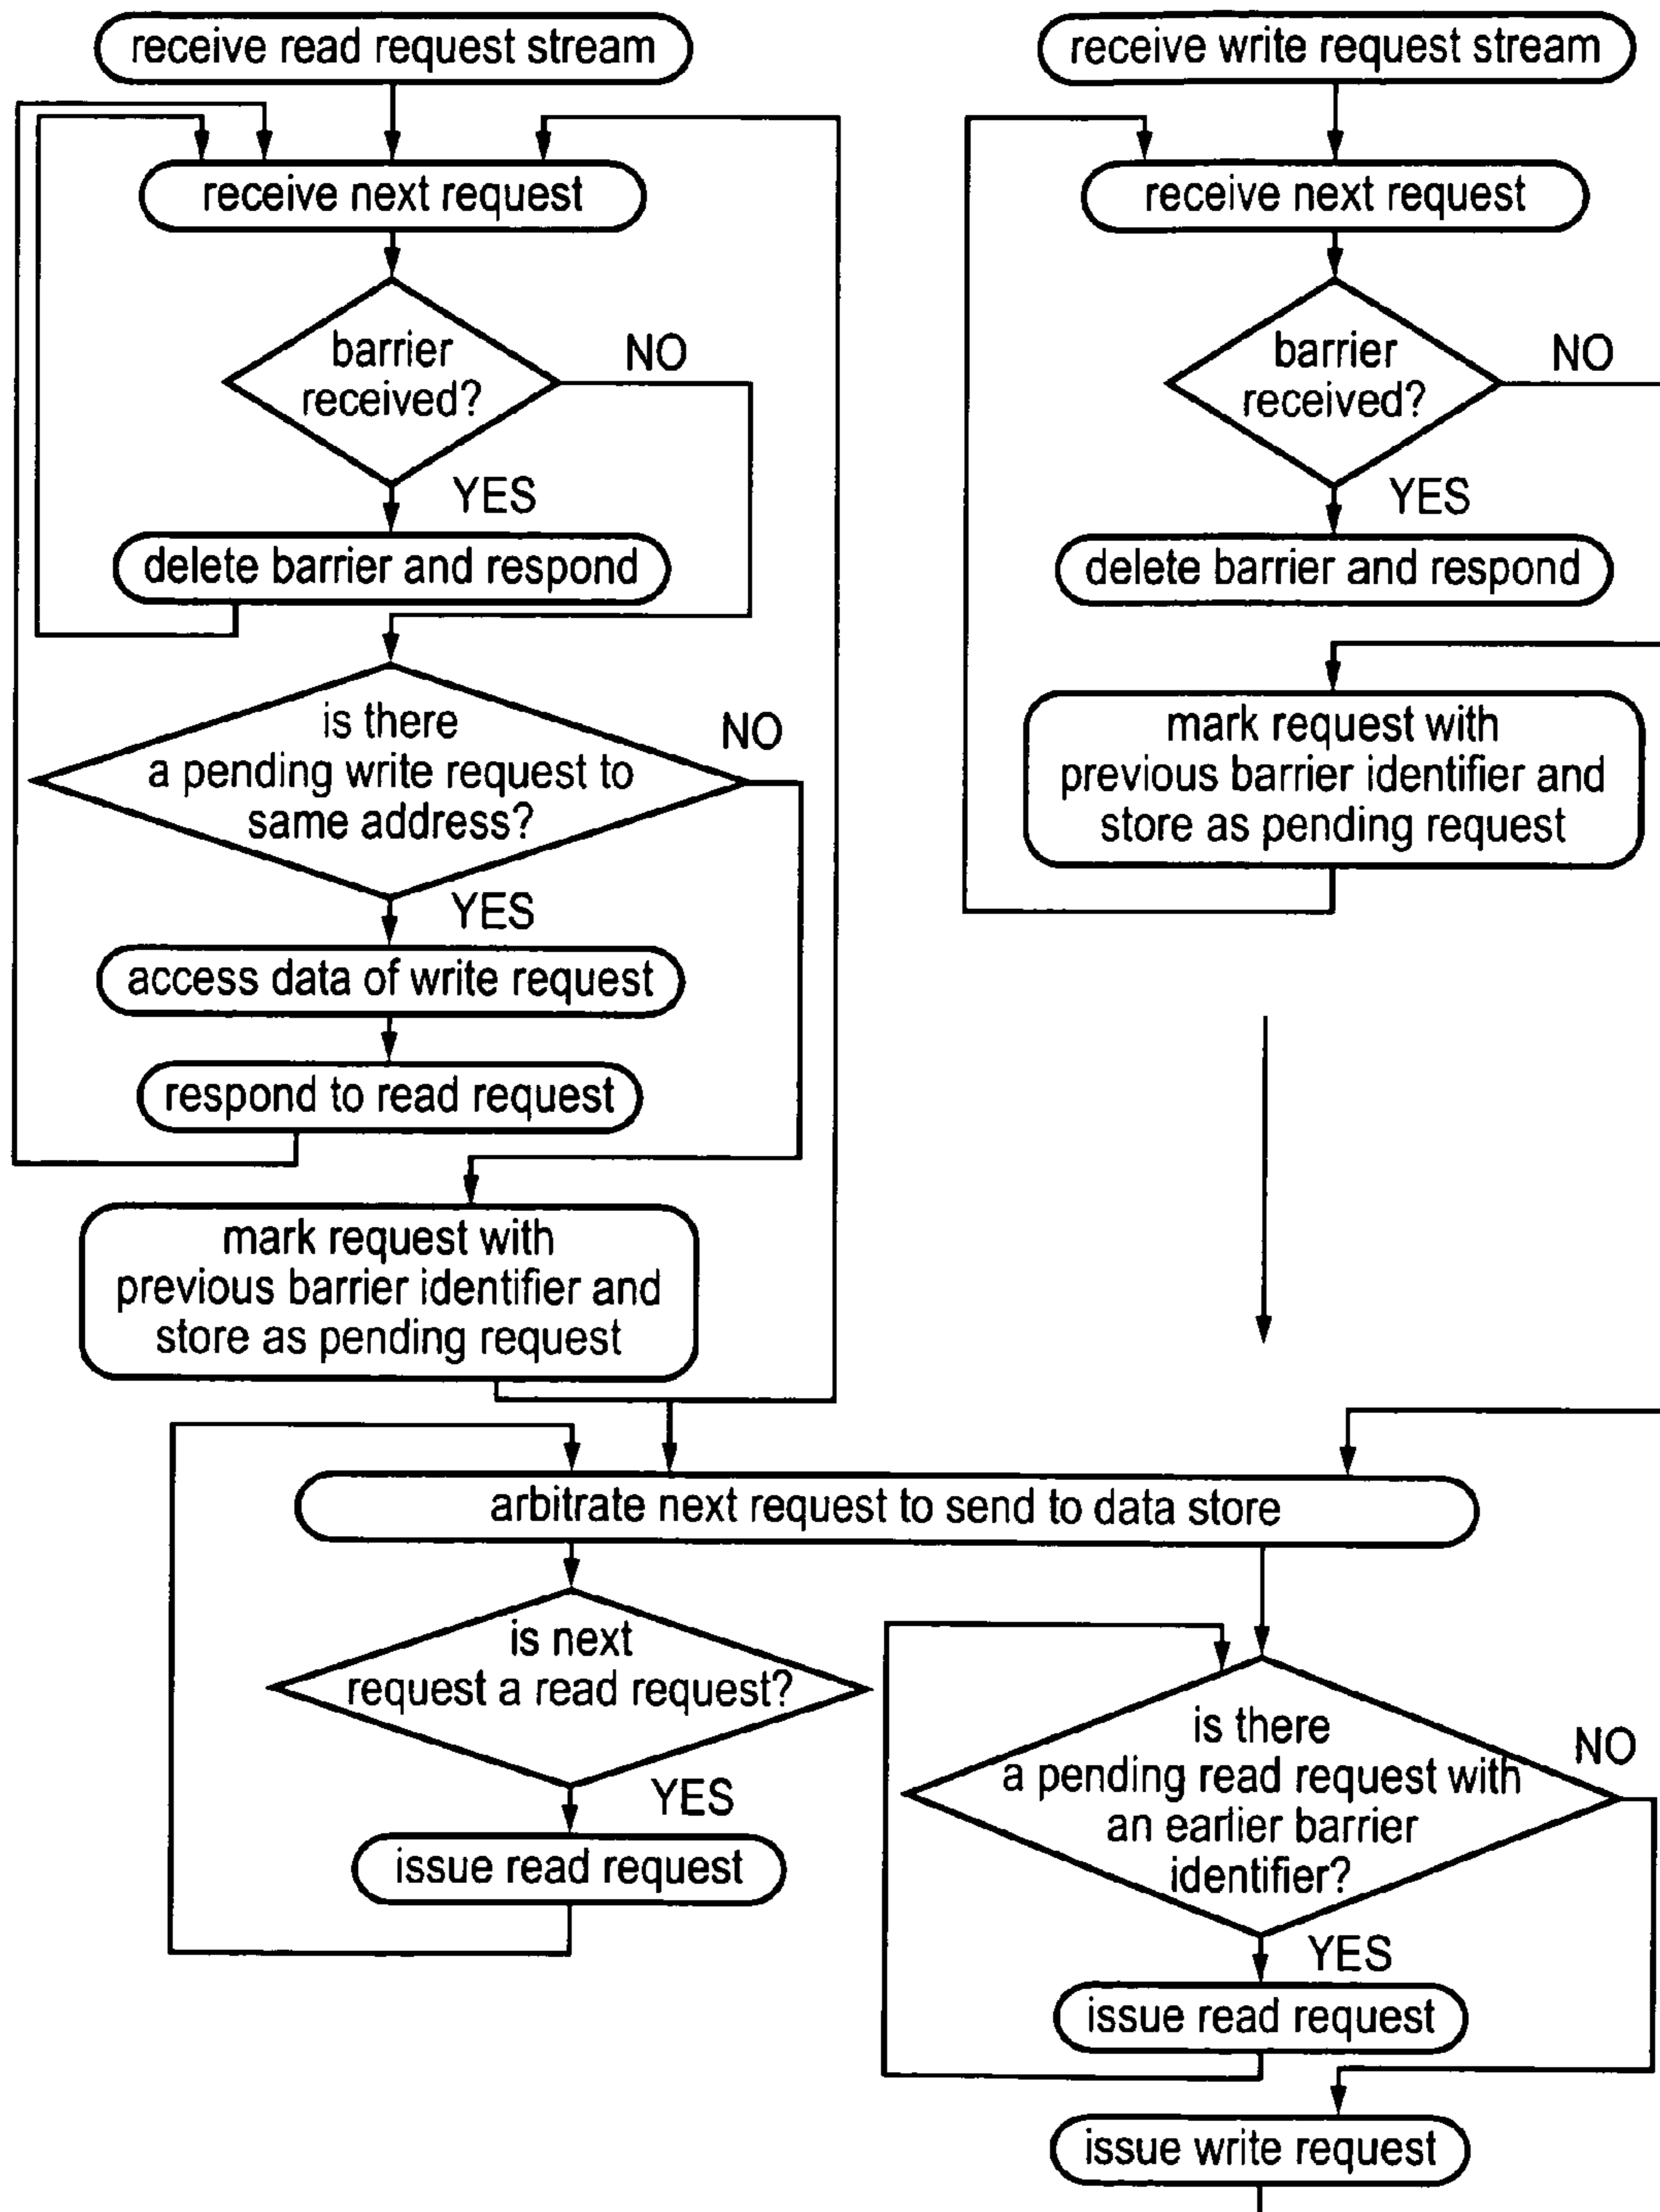 receive read request stream
receive next request
barrier
received?
NO
YES
delete barrier and respond
is there
a pending write request to
same address?
NO
YES
access data of write request
respond to read request
mark request with
previous barrier identifier and
store as pending request
receive write request stream
receive next request
barrier
received?
NO
YES
delete barrier and respond
mark request with
previous barrier identifier and
store as pending request
arbitrate next request to send to data store
is next
request a read request?
YES
issue read request
is there
a pending read request with
an earlier barrier
identifier?
NO
YES
issue read request
issue write request